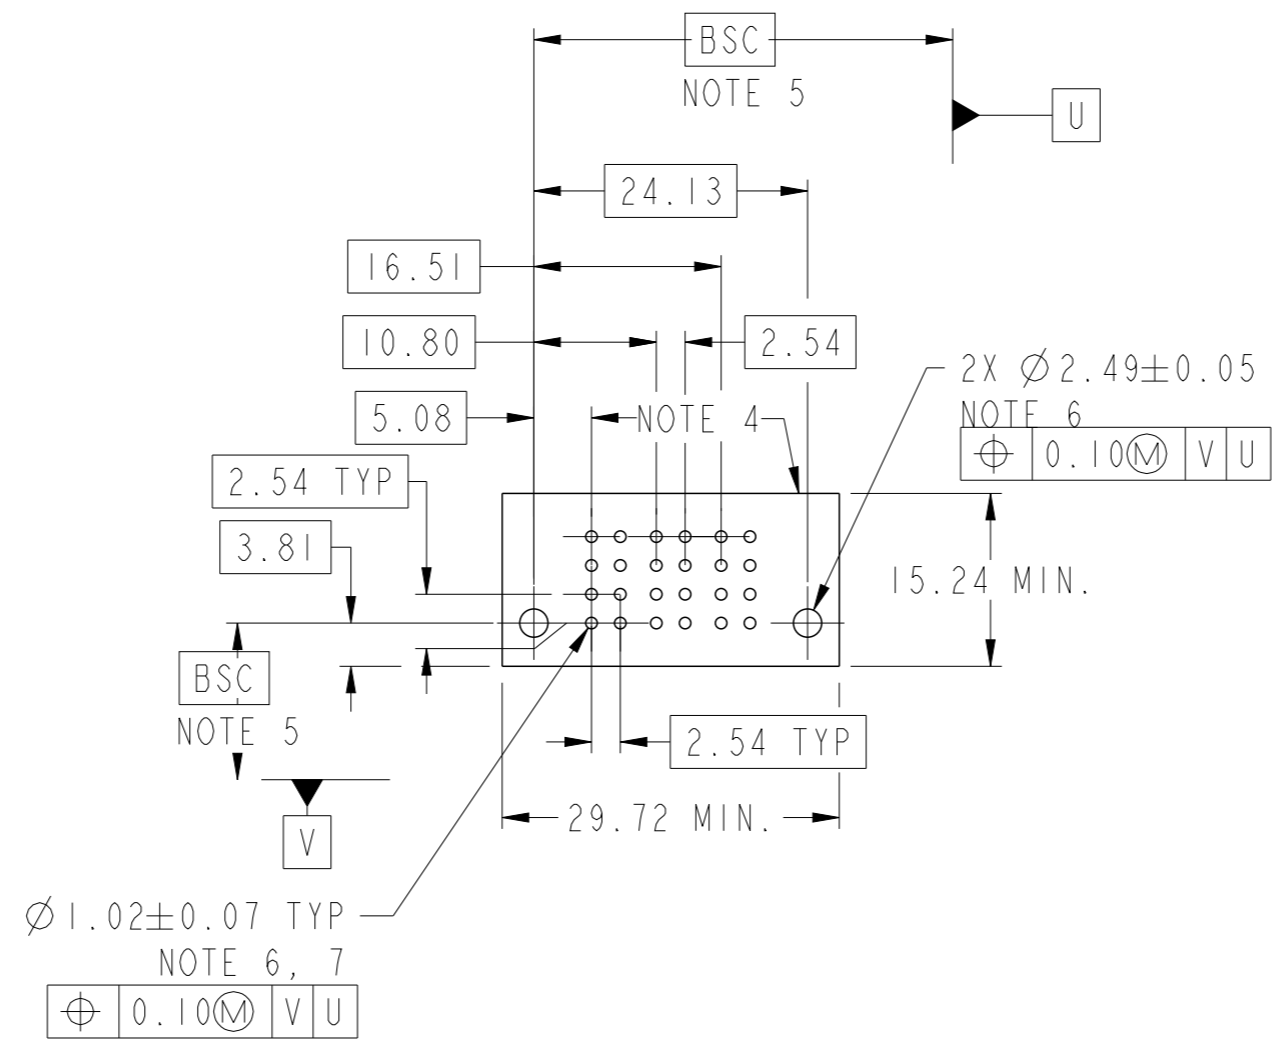 BSC
NOTE 5
U
24.13
16.51
10.80
2.54
2X ∅2.49±0.05
NOTE 6
⌖ 0.10Ⓜ V U
5.08
NOTE 4
2.54 TYP
3.81
15.24 MIN.
BSC
NOTE 5
2.54 TYP
29.72 MIN.
V
∅1.02±0.07 TYP
NOTE 6, 7
⌖ 0.10Ⓜ V U